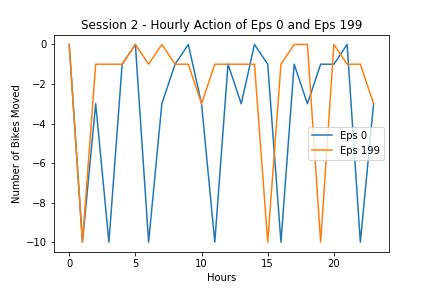 Session 2 - Hourly Action of Eps 0 and Eps 199
0
−2
−4
−6
−8
−10
Number of Bikes Moved
Eps 0
Eps 199
0 5 10 15 20
Hours